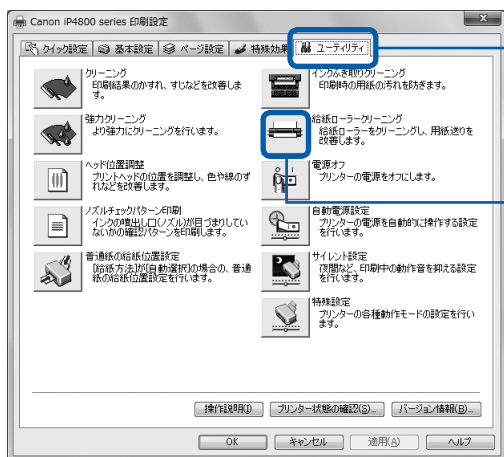 Canon iP4800 series 印刷設定
クイック設定 基本設定 ページ設定 特殊効果 ユーティリティ
クリーニング
印刷結果のかすれ、すじなどを改善しま
す。
強力クリーニング
より強力にクリーニングを行います。
ヘッド位置調整
プリントヘッドの位置を調整し、色や線のず
れなどを改善します。
ノズルチェックパターン印刷
インクの噴出し口(ノズル)が目づまりしてい
ないかの確認パターンを印刷します。
普通紙の給紙位置設定
[給紙方法]が[自動選択]の場合の、普通
紙の給紙位置設定を行います。
インクふき取りクリーニング
印刷時の用紙の汚れを防ぎます。
給紙ローラークリーニング
給紙ローラーをクリーニングし、用紙送りを
改善します。
電源オフ
プリンターの電源をオフにします。
自動電源設定
プリンターの電源を自動的に操作する設定
を行います。
サイレント設定
夜間など、印刷中の動作音を抑える設定
を行います。
特殊設定
プリンターの各種動作モードの設定を行い
ます。
操作説明(I) プリンター状態の確認(S)... バージョン情報(B)...
OK キャンセル 適用(A) ヘルプ